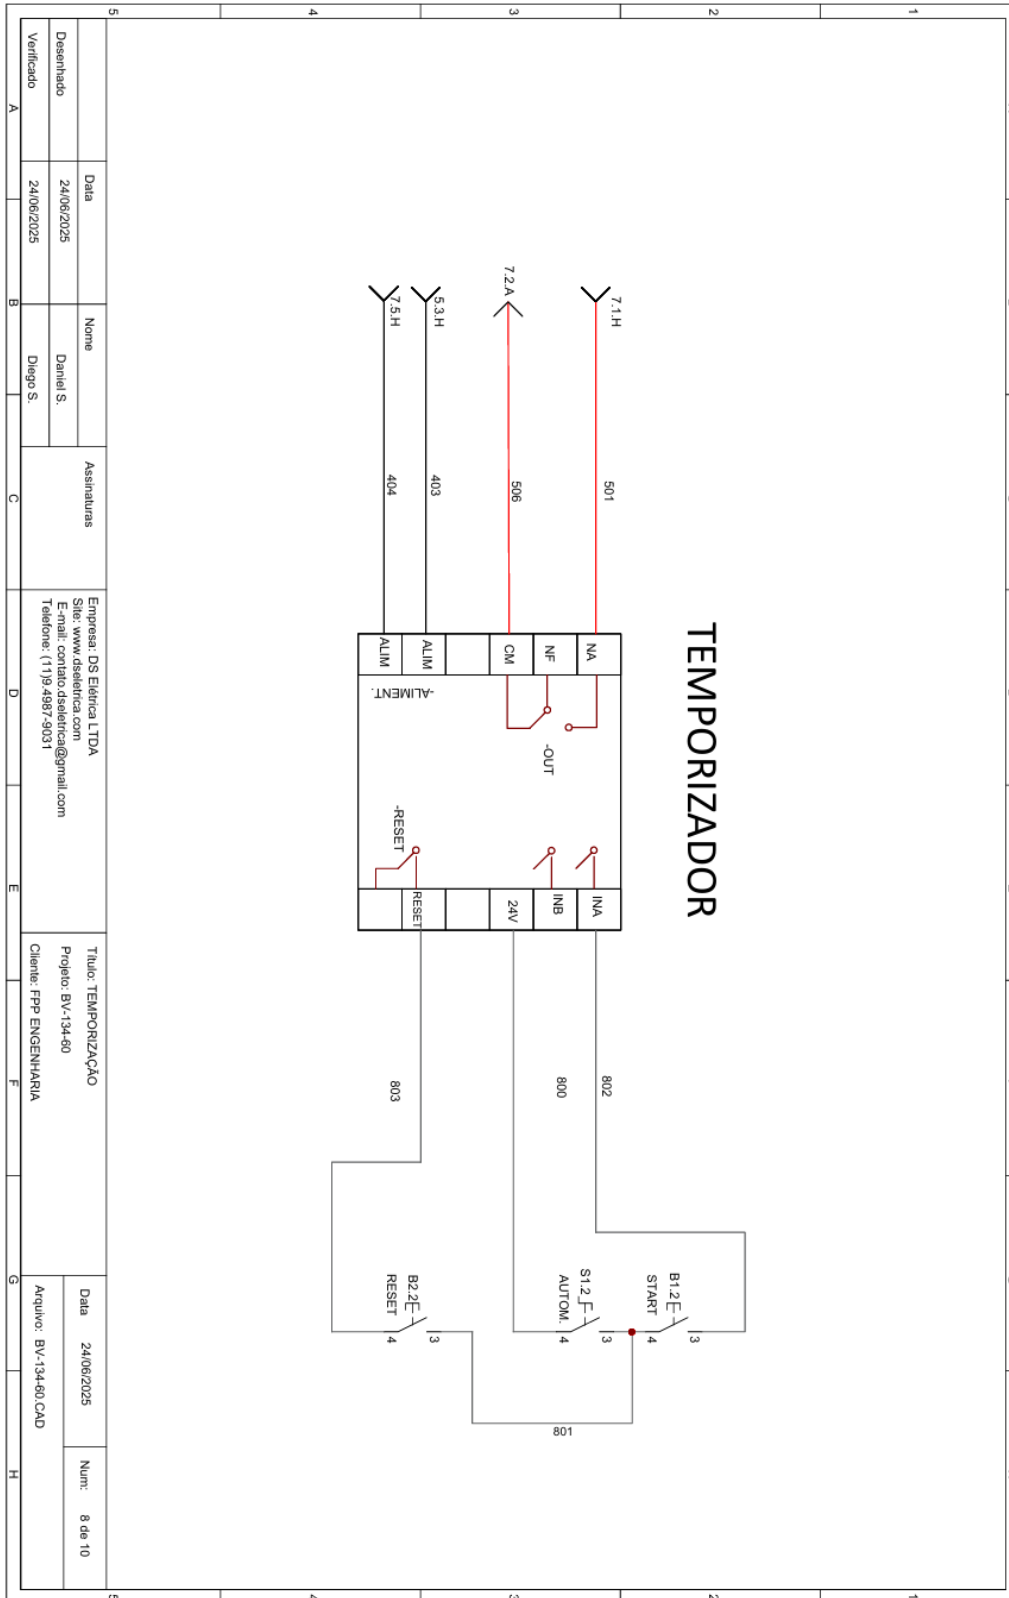 TEMPORIZADOR
7.1.H
501
7.2.A
506
5.3.H
403
7.5.H
404
NA
NF
CM
ALIM
ALIM
-OUT
-ALIMENT.
-RESET
INA
INB
24V
RESET
802
800
803
B1.2
START
3
4
S1.2
AUTOM.
3
4
B2.2
RESET
3
4
801
1
2
3
4
5
1
2
3
4
5
A
B
C
D
E
F
G
H
Data
Nome
Assinaturas
Desenhado
24/06/2025
Daniel S.
Verificado
24/06/2025
Diego S.
Empresa: DS Elétrica LTDA
Site: www.dseletrica.com
E-mail: contato.dseletrica@gmail.com
Telefone: (11)9.4987-9031
Título: TEMPORIZAÇÃO
Projeto: BV-134-60
Cliente: FPP ENGENHARIA
Data
24/06/2025
Num:
8 de 10
Arquivo: BV-134-60.CAD